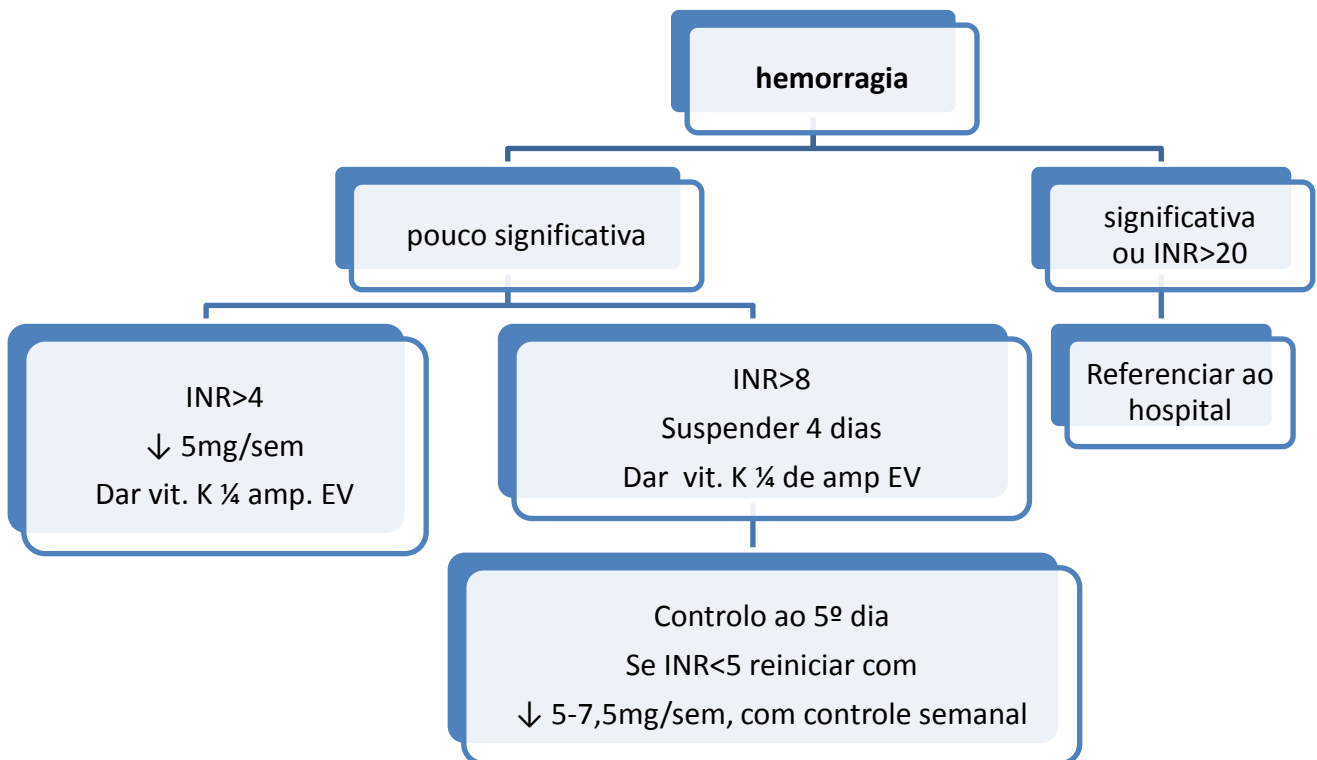 hemorragia
pouco significativa
significativa
ou INR>20
INR>4
↓ 5mg/sem
Dar vit. K ¼ amp. EV
INR>8
Suspender 4 dias
Dar vit. K ¼ de amp EV
Referenciar ao
hospital
Controlo ao 5º dia
Se INR<5 reiniciar com
↓ 5-7,5mg/sem, com controle semanal